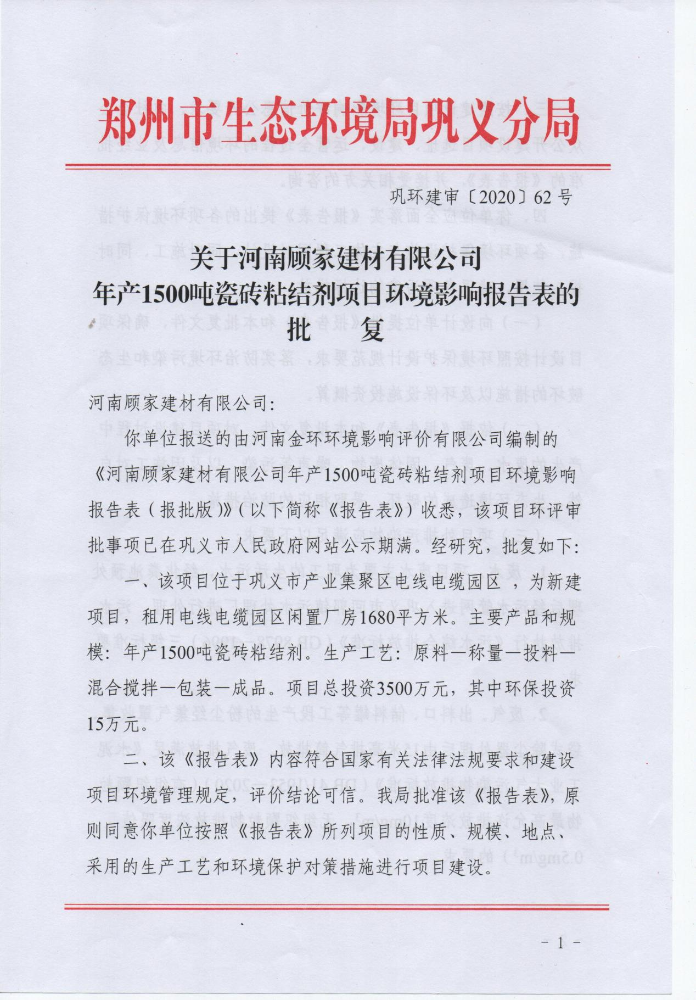 郑州市生态环境局巩义分局
巩环建审〔2020〕62 号
关于河南顾家建材有限公司
年产1500吨瓷砖粘结剂项目环境影响报告表的
批 复
河南顾家建材有限公司：
你单位报送的由河南金环环境影响评价有限公司编制的
《河南顾家建材有限公司年产1500吨瓷砖粘结剂项目环境影响
报告表（报批版）》（以下简称《报告表》）收悉，该项目环评审
批事项已在巩义市人民政府网站公示期满。经研究，批复如下：
一、该项目位于巩义市产业集聚区电线电缆园区 ，为新建
项目，租用电线电缆园区闲置厂房1680平方米。主要产品和规
模：年产1500吨瓷砖粘结剂。生产工艺：原料—称量—投料—
混合搅拌—包装—成品。项目总投资3500万元，其中环保投资
15万元。
二、该《报告表》内容符合国家有关法律法规要求和建设
项目环境管理规定，评价结论可信。我局批准该《报告表》，原
则同意你单位按照《报告表》所列项目的性质、规模、地点、
采用的生产工艺和环境保护对策措施进行项目建设。
- 1 -